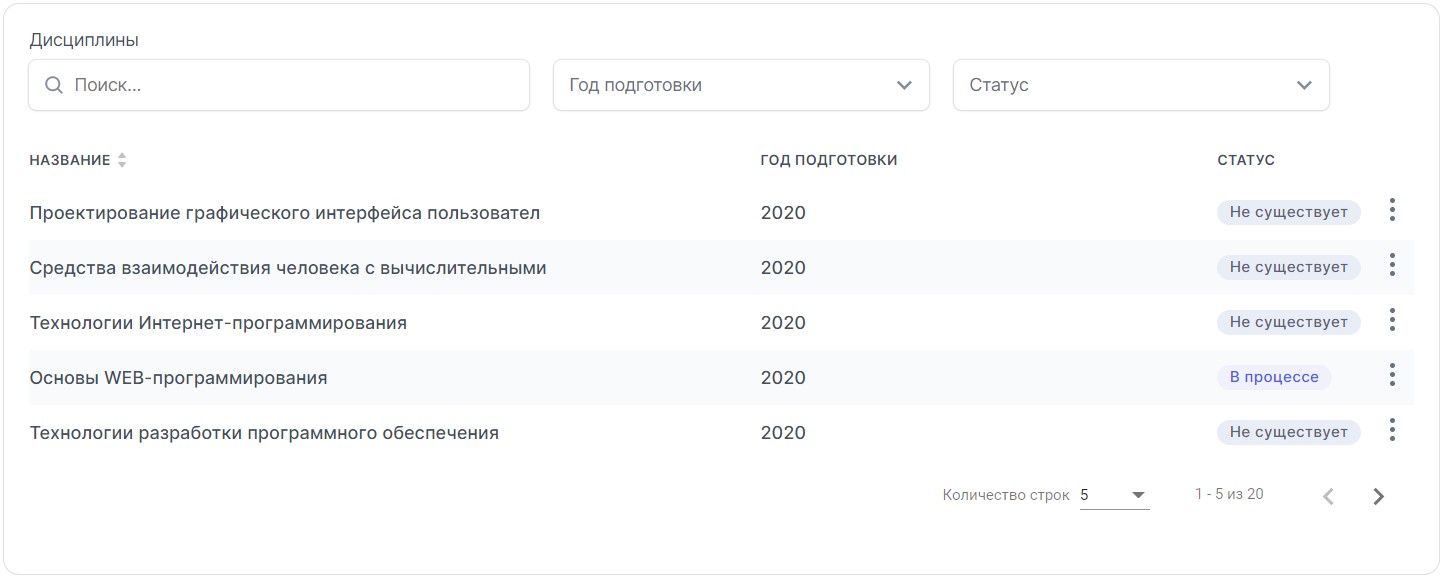 Дисциплины
Поиск... Год подготовки Статус
НАЗВАНИЕ ГОД ПОДГОТОВКИ СТАТУС
Проектирование графического интерфейса пользовател 2020 Не существует
Средства взаимодействия человека с вычислительными 2020 Не существует
Технологии Интернет-программирования 2020 Не существует
Основы WEB-программирования 2020 В процессе
Технологии разработки программного обеспечения 2020 Не существует
Количество строк 5 1 - 5 из 20